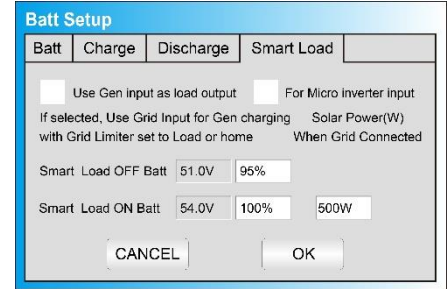 Batt Setup
Batt Charge Discharge Smart Load
Use Gen input as load output For Micro inverter input
If selected, Use Grid Input for Gen charging Solar Power(W)
with Grid Limiter set to Load or home When Grid Connected
Smart Load OFF Batt 51.0V 95%
Smart Load ON Batt 54.0V 100% 500W
CANCEL OK